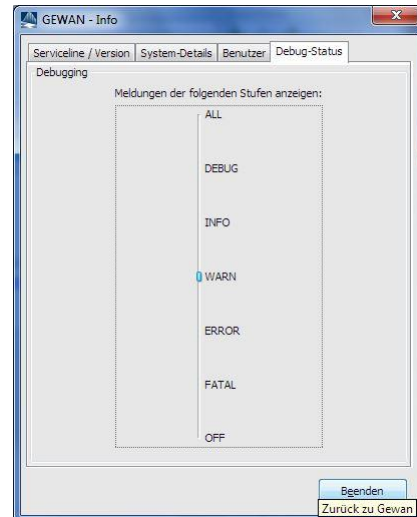 GEWAN - Info
Serviceline / Version System-Details Benutzer Debug-Status
Debugging
Meldungen der folgenden Stufen anzeigen:
ALL
DEBUG
INFO
WARN
ERROR
FATAL
OFF
Beenden
Zurück zu Gewan